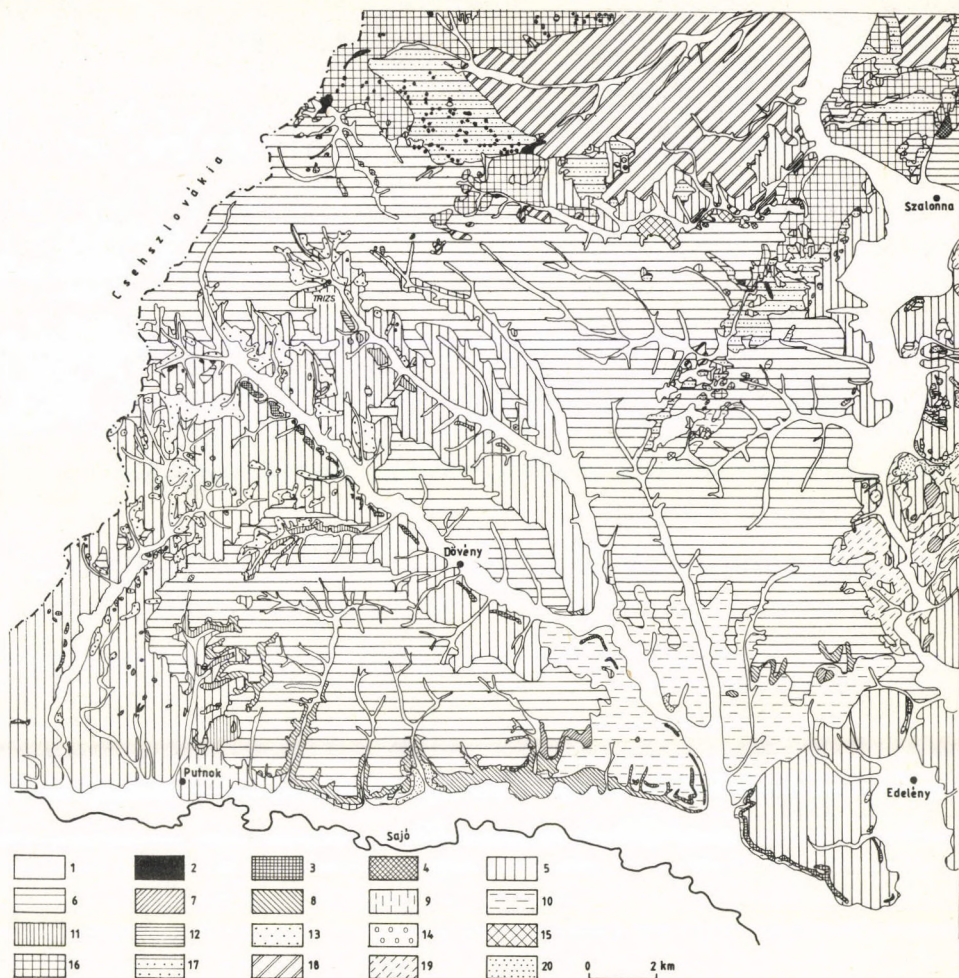 Csehszlovákia
Szalonna
TRIZS
Dövény
Putnok
Edelény
Sajó
1 2 3 4 5
6 7 8 9 10
11 12 13 14 15
16 17 18 19 20
0 2 km